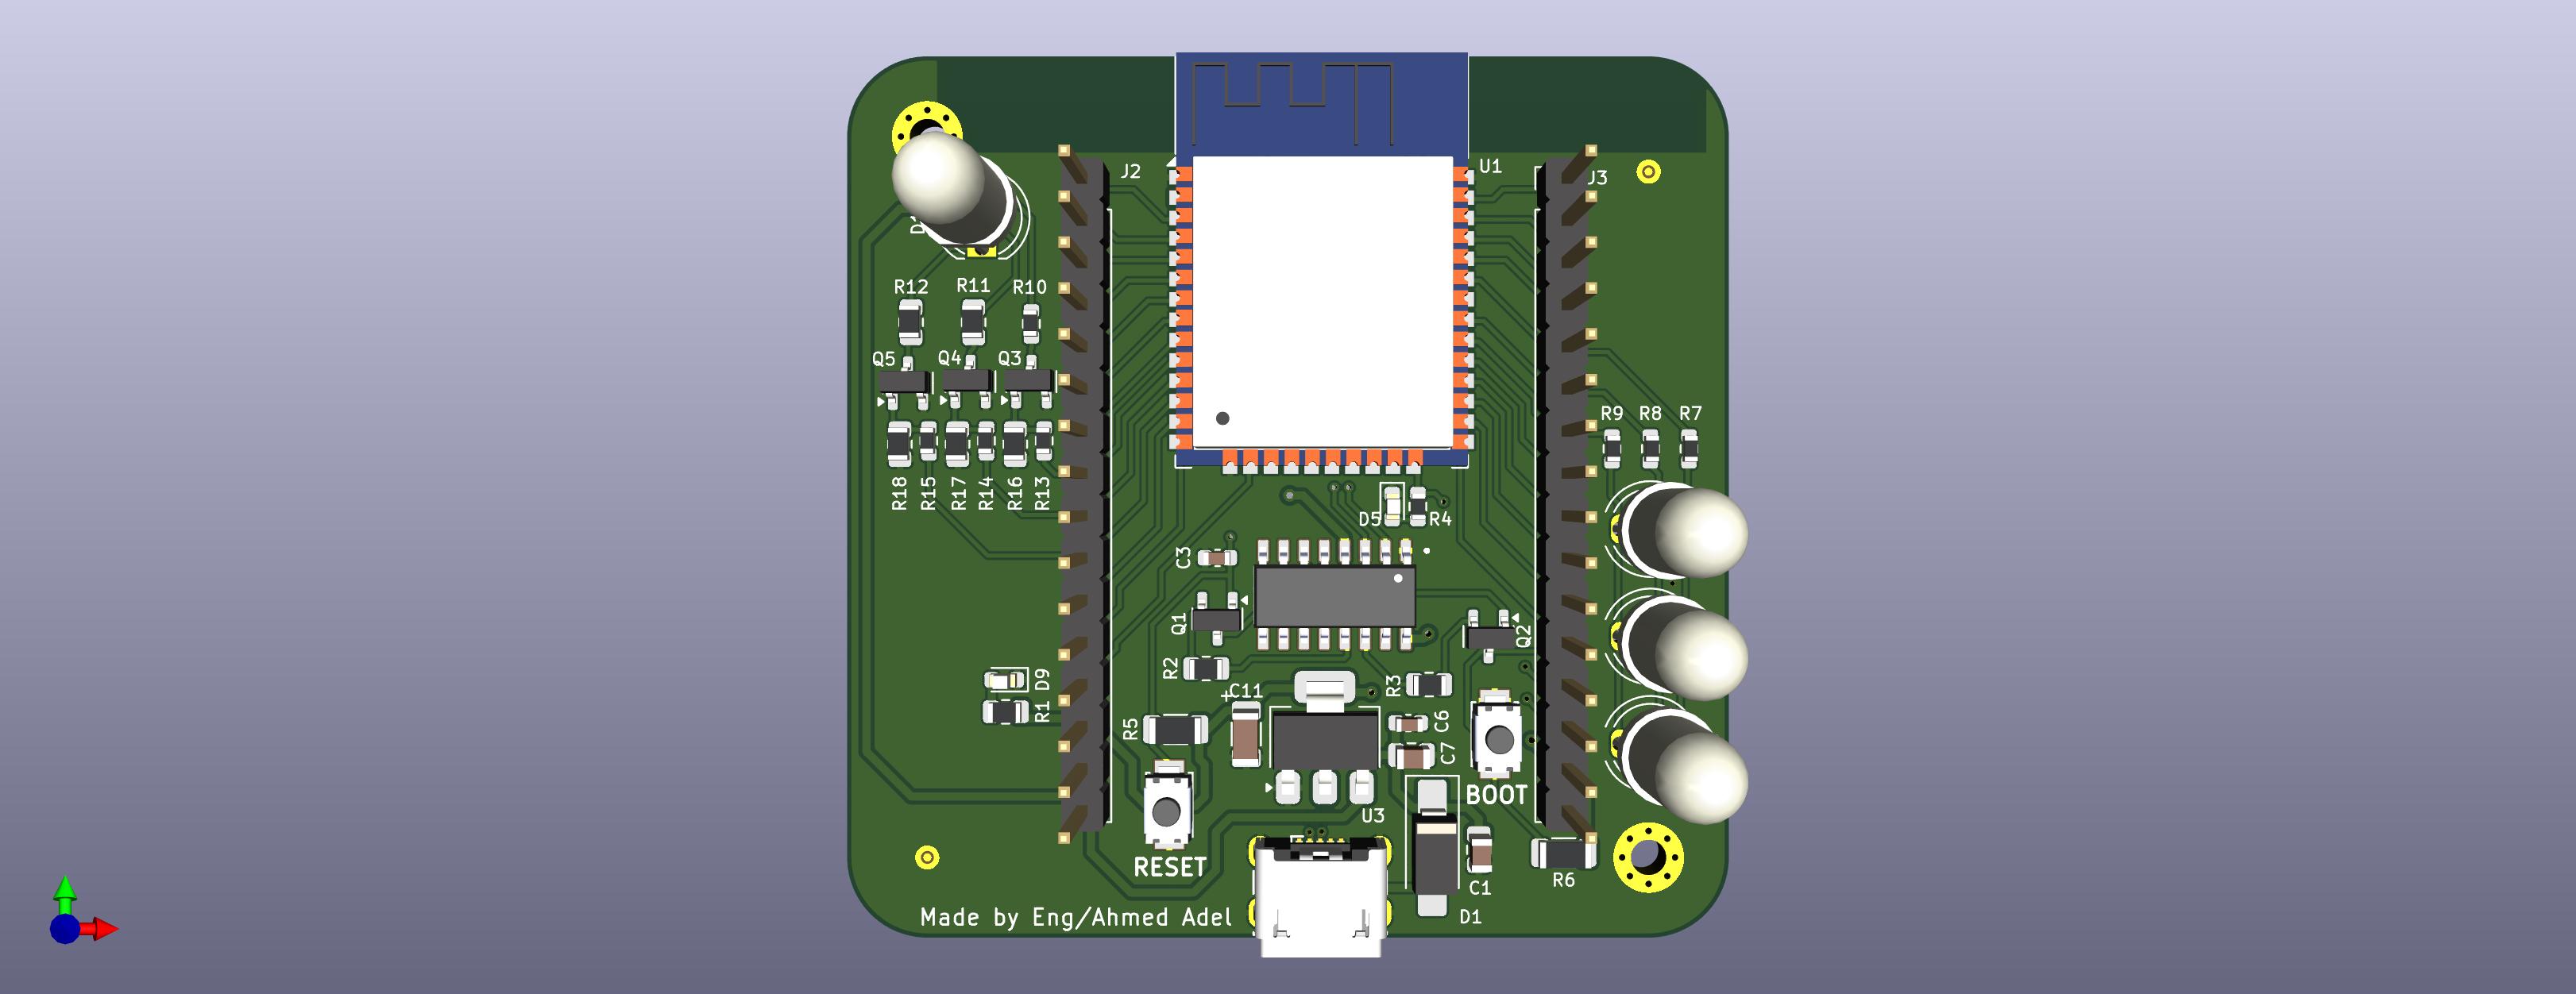 J2
U1
J3
R12
R11
R10
Q5
Q4
Q3
R9
R8
R7
R18
R15
R17
R14
R16
R13
D5
R4
C3
Q1
Q2
R2
R3
D9
R1
C11
R5
C6
C7
BOOT
U3
RESET
R6
C1
D1
Made by Eng/Ahmed Adel